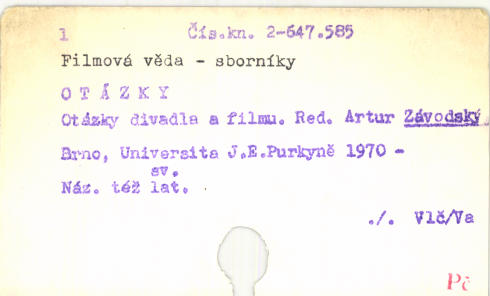 1 Čís.kn. 2-647.585
Filmová věda - sborníky
O T Á Z K Y
Otázky divadla a filmu. Red. Artur Závodský
Brno, Universita J.E.Purkyně 1970 -
sv.
Náz. též lat.
./. Vlč/Va
Pč